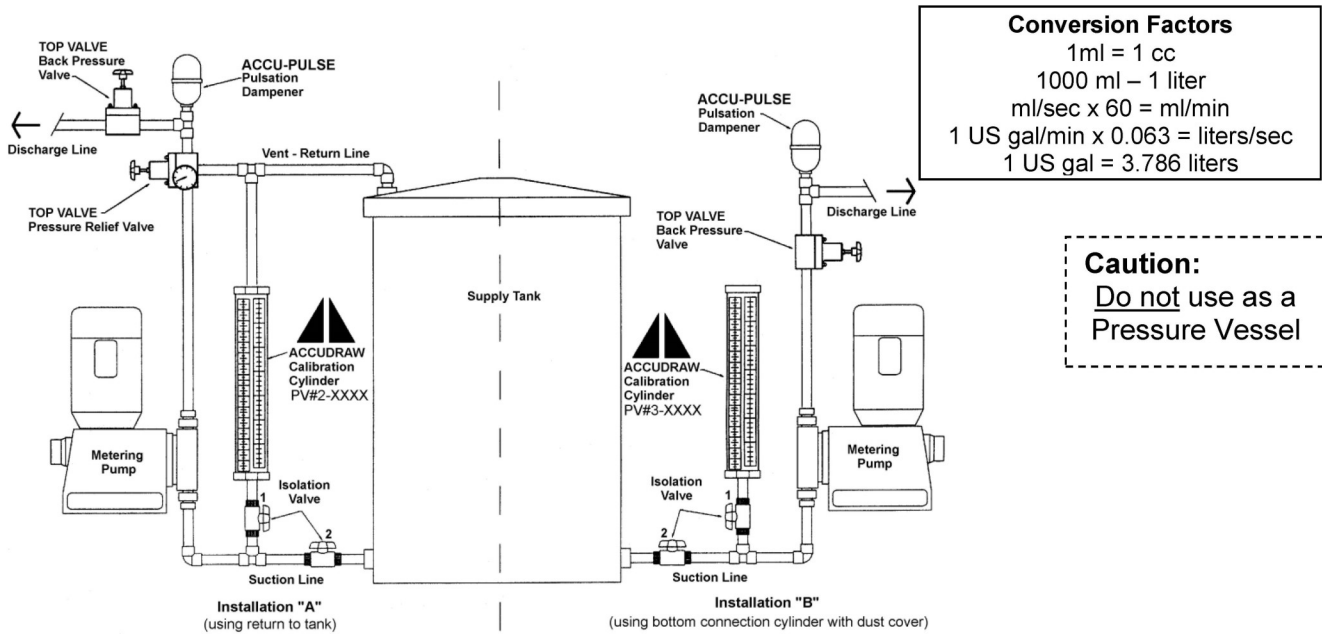 TOP VALVE
Back Pressure
Valve
ACCU-PULSE
Pulsation
Dampener
Discharge Line
Vent - Return Line
TOP VALVE
Pressure Relief Valve
Supply Tank
ACCUDRAW
Calibration
Cylinder
PV#2-XXXX
Metering
Pump
Isolation
Valve
1
2
Suction Line
Installation "A"
(using return to tank)
ACCU-PULSE
Pulsation
Dampener
Discharge Line
TOP VALVE
Back Pressure
Valve
ACCUDRAW
Calibration
Cylinder
PV#3-XXXX
Metering
Pump
Isolation
Valve
1
2
Suction Line
Installation "B"
(using bottom connection cylinder with dust cover)
Conversion Factors
1ml = 1 cc
1000 ml – 1 liter
ml/sec x 60 = ml/min
1 US gal/min x 0.063 = liters/sec
1 US gal = 3.786 liters
Caution:
Do not use as a
Pressure Vessel